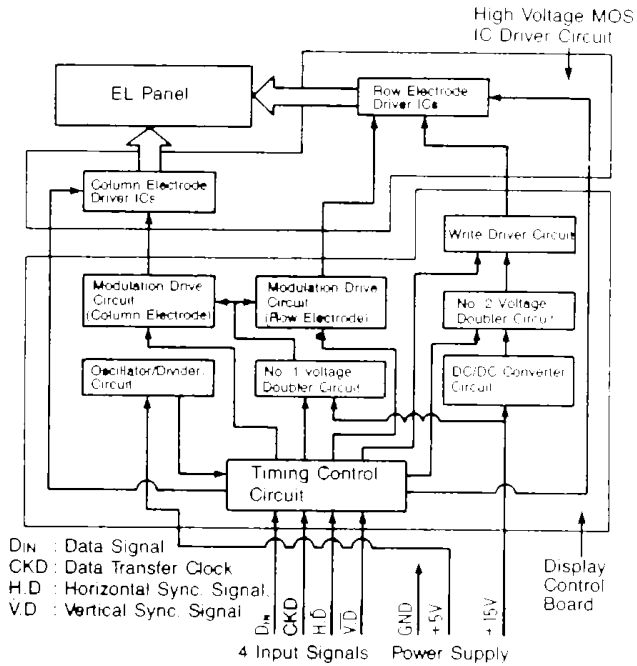 High Voltage MOS
IC Driver Circuit
EL Panel
Row Electrode
Driver ICs
Column Electrode
Driver ICs
Write Driver Circuit
Modulation Drive
Circuit
(Column Electrode)
Modulation Drive
Circuit
(Row Electrode)
No. 2 Voltage
Doubler Circuit
Oscillator/Divider
Circuit
No. 1 Voltage
Doubler Circuit
DC/DC Converter
Circuit
Timing Control
Circuit
DIN : Data Signal
CKD : Data Transfer Clock
H.D : Horizontal Sync. Signal.
V.D : Vertical Sync. Signal
Display
Control
Board
DIN
CKD
H.D
V.D
GND
+5V
+15V
4 Input Signals
Power Supply